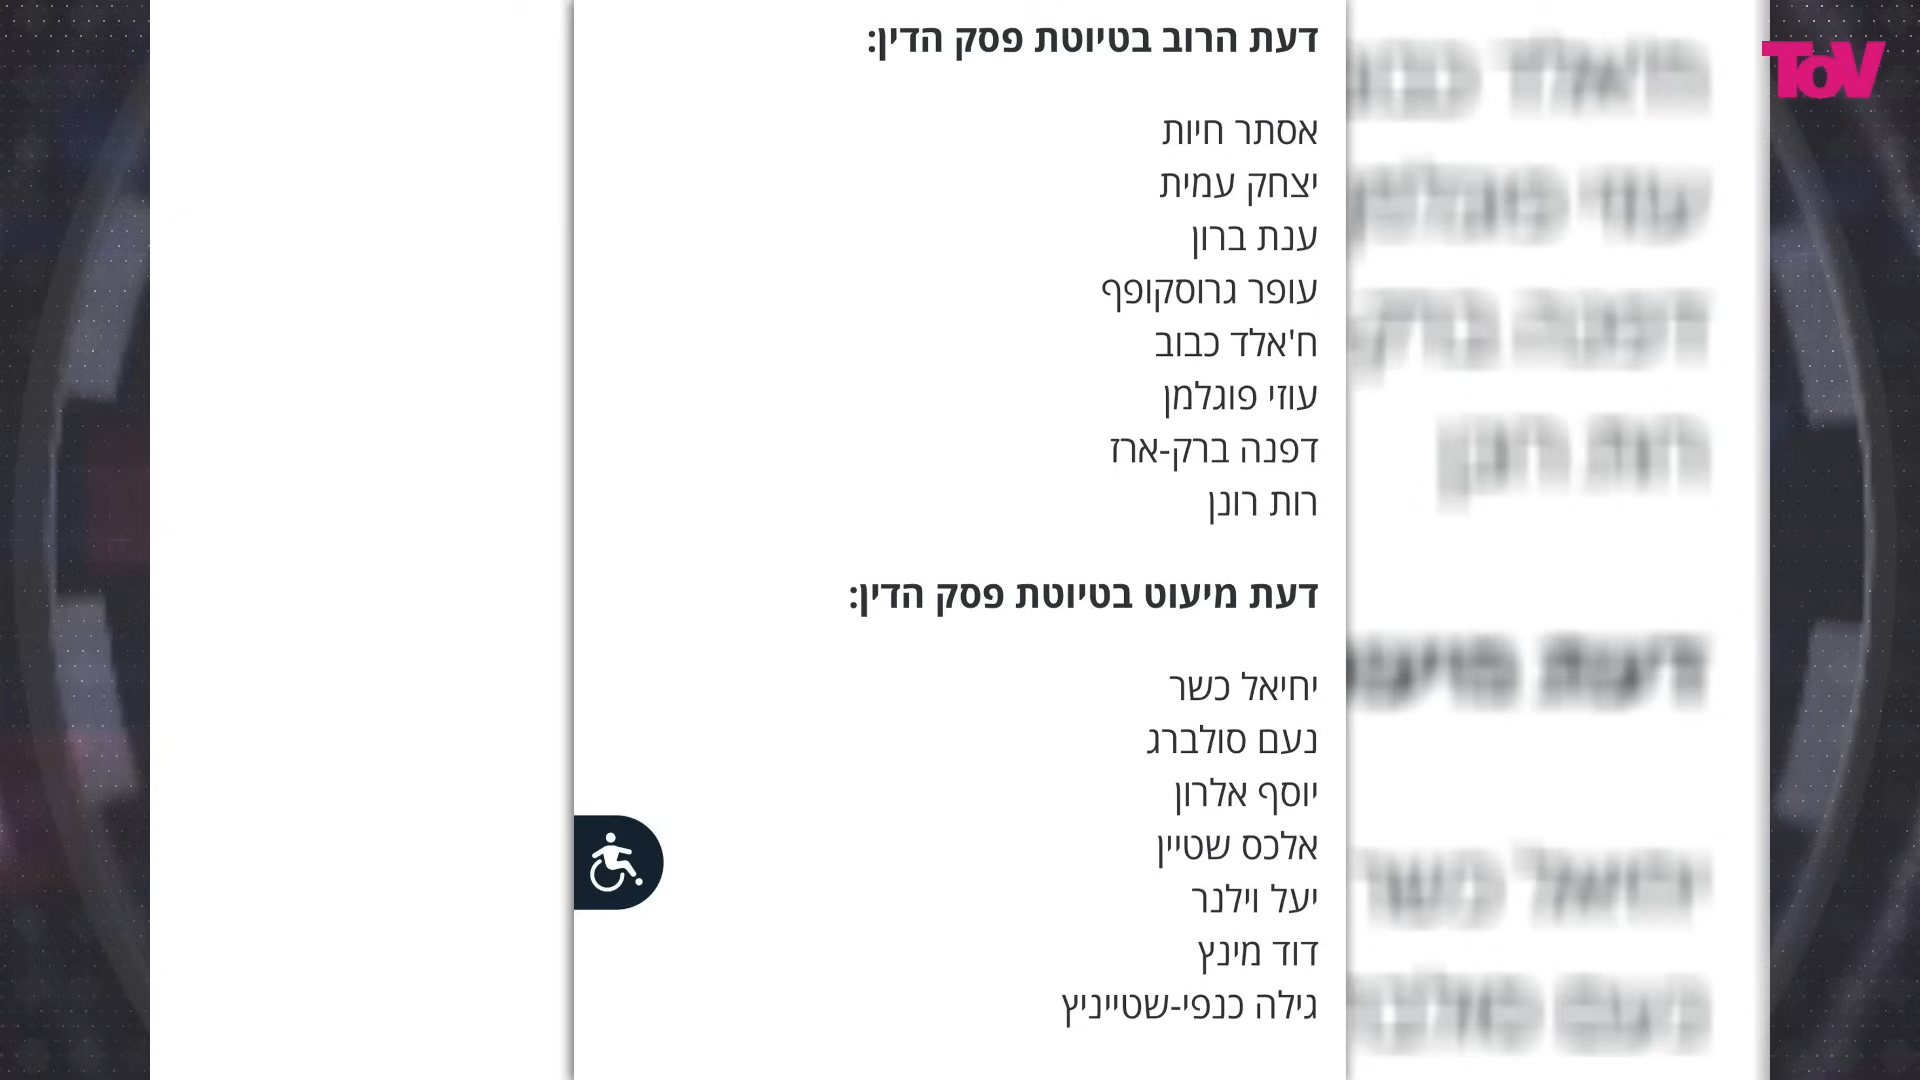 דעת הרוב בטיוטת פסק הדין:
אסתר חיות
יצחק עמית
ענת ברון
עופר גרוסקופף
ח'אלד כבוב
עוזי פוגלמן
דפנה ברק-ארז
רות רונן
דעת מיעוט בטיוטת פסק הדין:
יחיאל כשר
נעם סולברג
יוסף אלרון
אלכס שטיין
יעל וילנר
דוד מינץ
גילה כנפי-שטייניץ
ToV